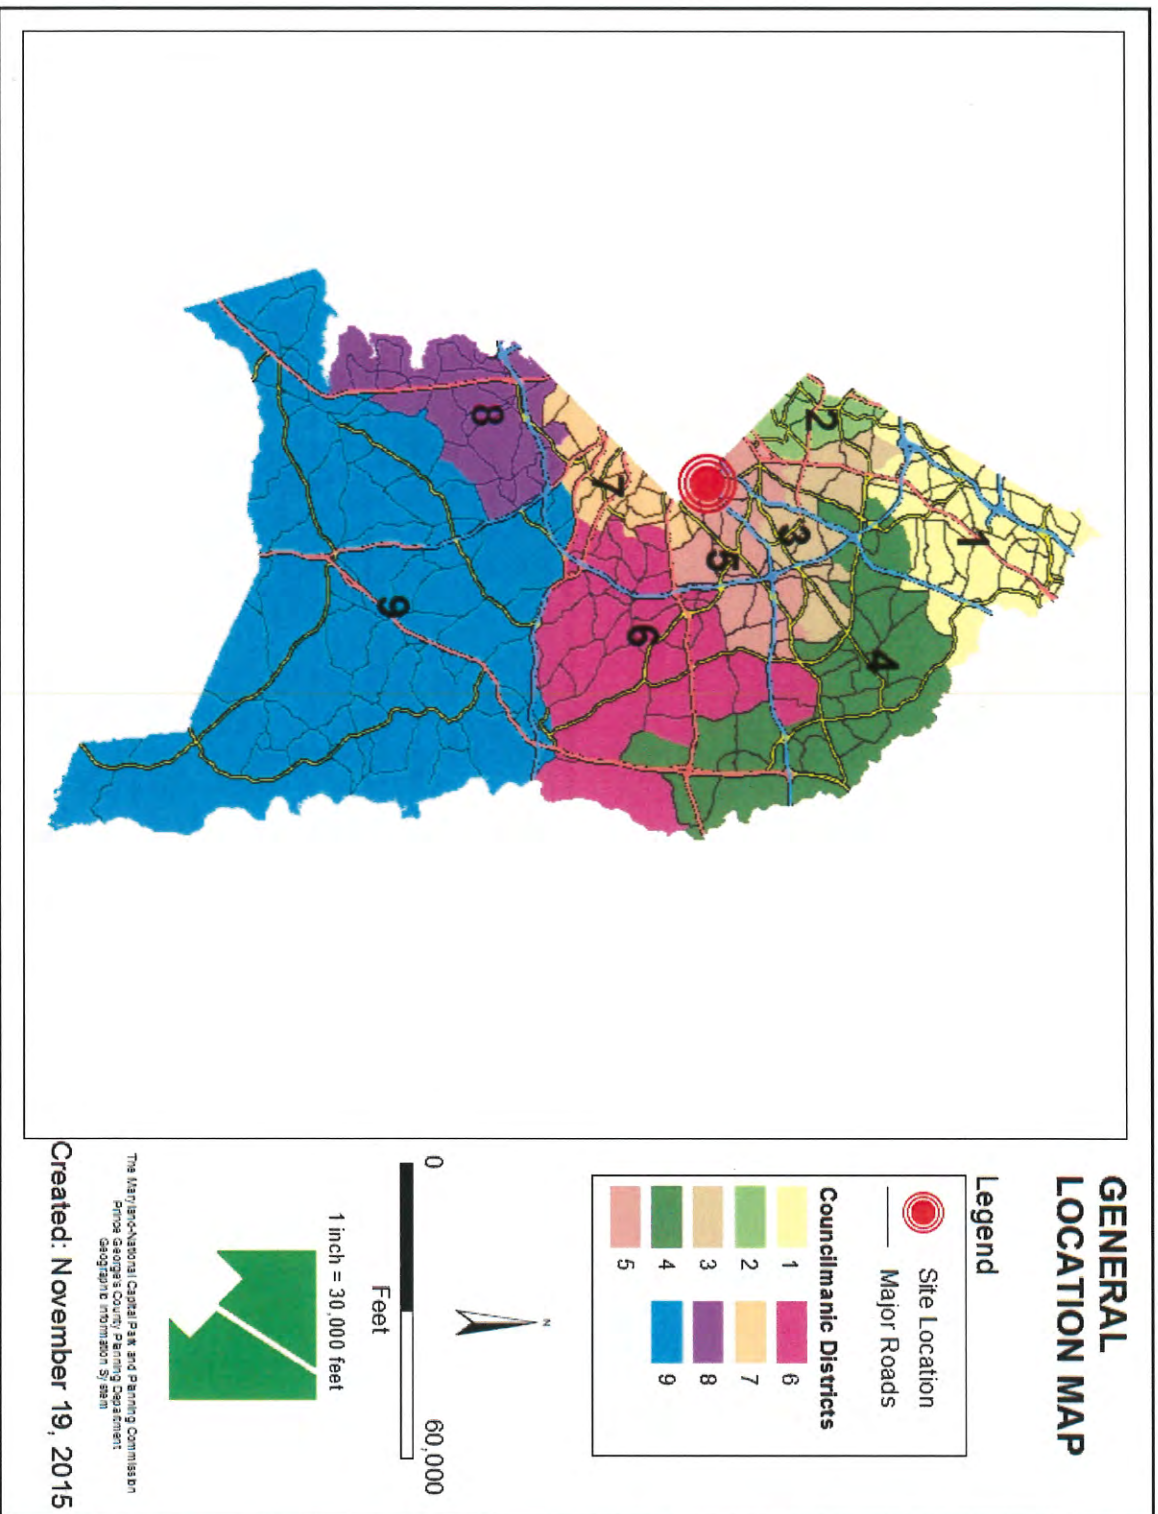 GENERAL
LOCATION MAP
Legend
Site Location
Major Roads
Councilmanic Districts
1
2
3
4
5
6
7
8
9
N
0
60,000
Feet
1 inch = 30,000 feet
The Maryland-National Capital Park and Planning Commission
Prince George's County Planning Department
Geographic Information System
Created: November 19, 2015
1
2
3
4
5
6
7
8
9